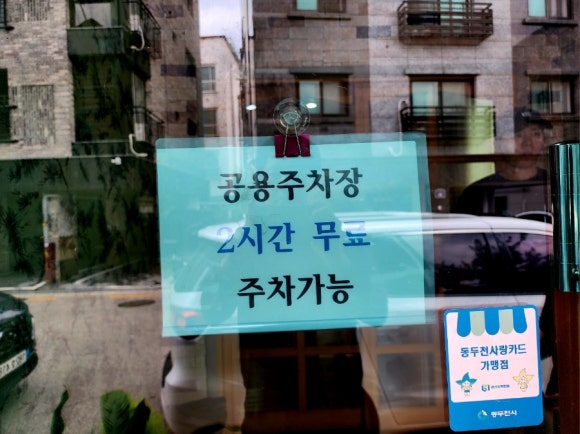 공용주차장
2시간 무료
주차가능
동두천사랑카드
가맹점
동두천시